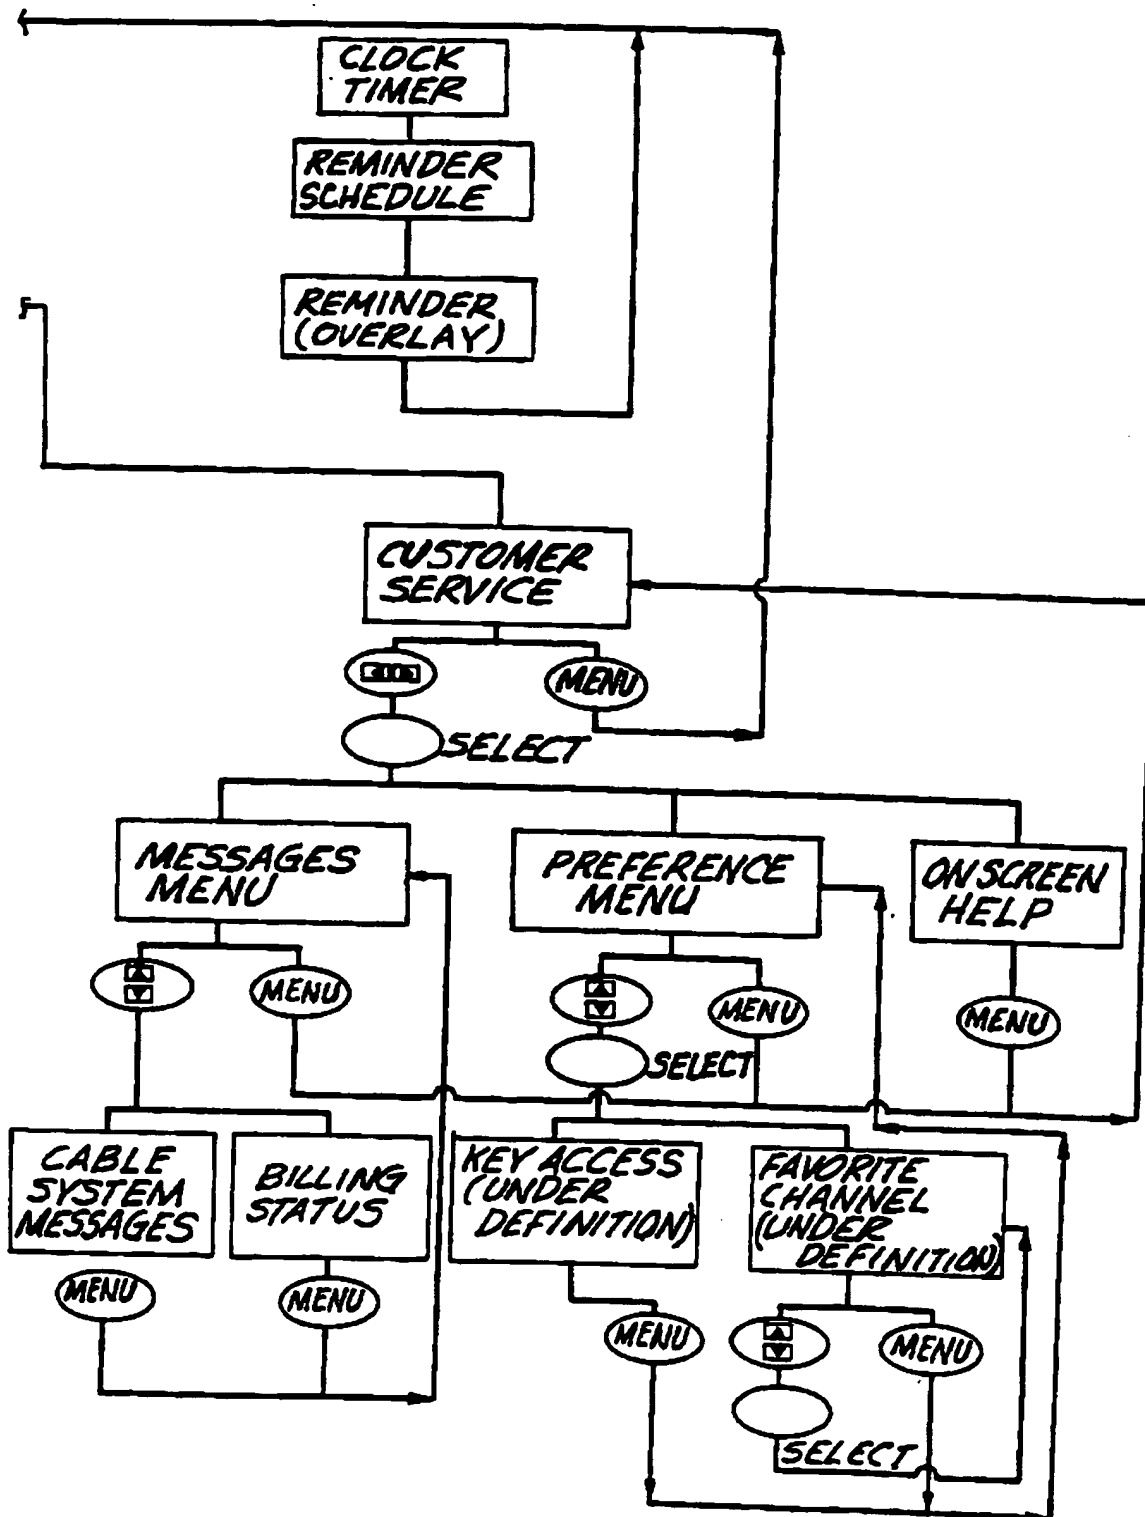 CLOCK
TIMER
REMINDER
SCHEDULE
REMINDER
(OVERLAY)
CUSTOMER
SERVICE
MENU
SELECT
MESSAGES
MENU
PREFERENCE
MENU
ON SCREEN
HELP
MENU
MENU
MENU
SELECT
CABLE
SYSTEM
MESSAGES
BILLING
STATUS
KEY ACCESS
(UNDER
DEFINITION)
FAVORITE
CHANNEL
(UNDER
DEFINITION)
MENU
MENU
MENU
MENU
SELECT